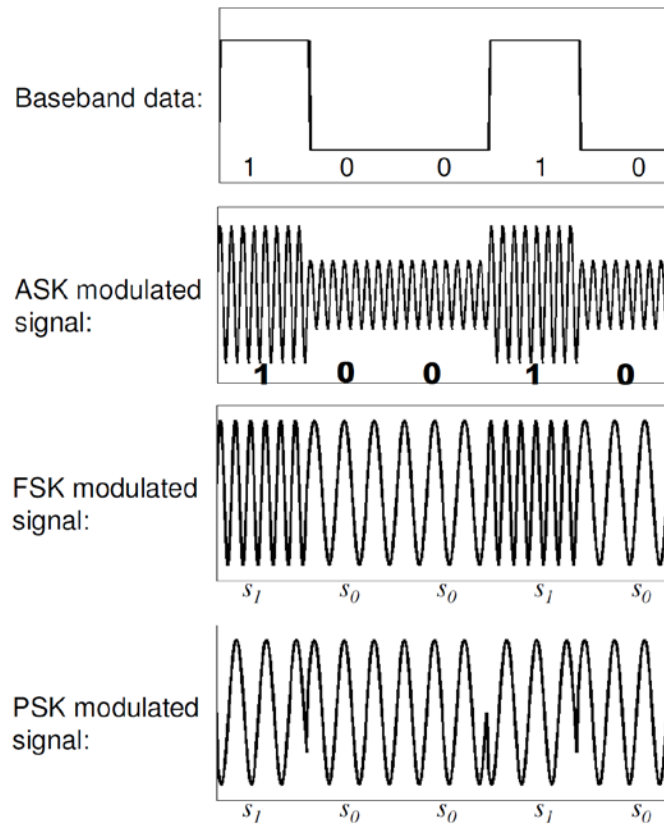 Baseband data:
1 0 0 1 0
ASK modulated
signal:
1 0 0 1 0
FSK modulated
signal:
s1 s0 s0 s1 s0
PSK modulated
signal:
s1 s0 s0 s1 s0